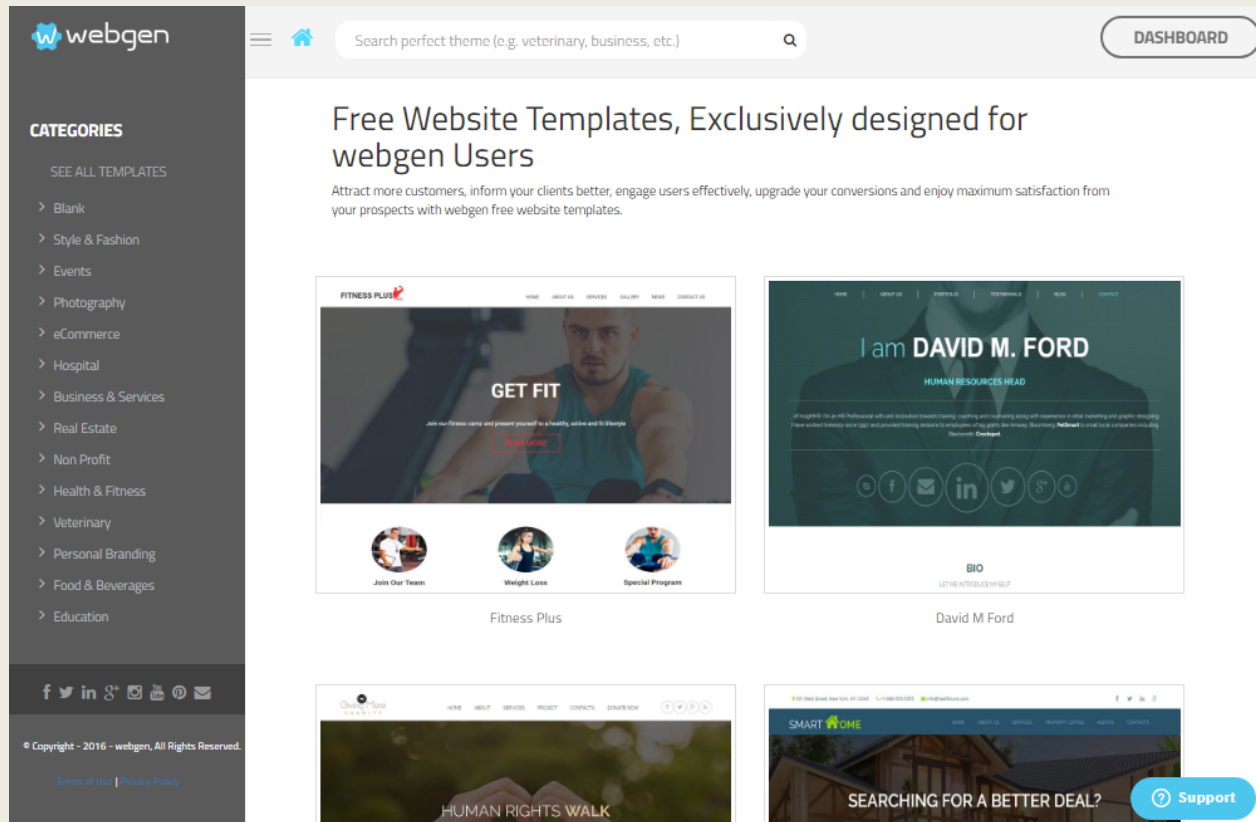 webgen
Search perfect theme (e.g. veterinary, business, etc.)
DASHBOARD
CATEGORIES
SEE ALL TEMPLATES
Blank
Style & Fashion
Events
Photography
eCommerce
Hospital
Business & Services
Real Estate
Non Profit
Health & Fitness
Veterinary
Personal Branding
Food & Beverages
Education
© Copyright - 2016 - webgen, All Rights Reserved.
Terms of Use | Privacy Policy
Free Website Templates, Exclusively designed for
webgen Users
Attract more customers, inform your clients better, engage users effectively, upgrade your conversions and enjoy maximum satisfaction from
your prospects with webgen free website templates.
FITNESS PLUS
HOME ABOUT US SERVICES GALLERY NEWS CONTACT US
GET FIT
Join our fitness camp and present yourself to a healthy, active and fit lifestyle
READ MORE
Join Our Team Weight Loss Special Program
Fitness Plus
HOME ABOUT US PORTFOLIO TESTIMONIALS BLOG CONTACT
I am DAVID M. FORD
HUMAN RESOURCES HEAD
BIO
LET ME INTRODUCE MYSELF
David M Ford
HOME ABOUT SERVICES PROJECT CONTACTS DONATE NOW
HUMAN RIGHTS WALK
SMART HOME
HOME ABOUT US SERVICES PROPERTY LISTING AGENTS CONTACTS
SEARCHING FOR A BETTER DEAL?
Support